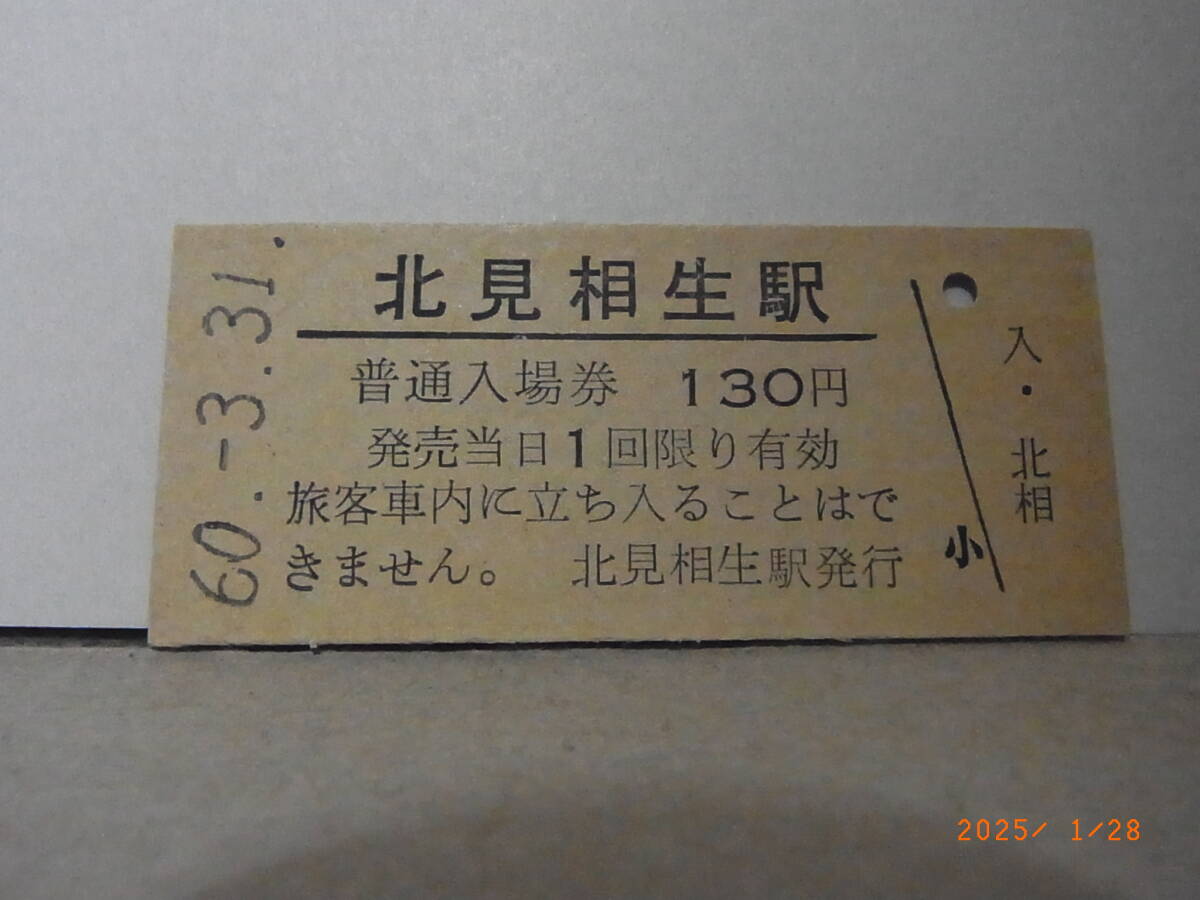 60.-3.31.
北見相生駅
普通入場券 130円
発売当日1回限り有効
旅客車内に立ち入ることはで
きません。 北見相生駅発行
小
入・北相
2025/ 1/28